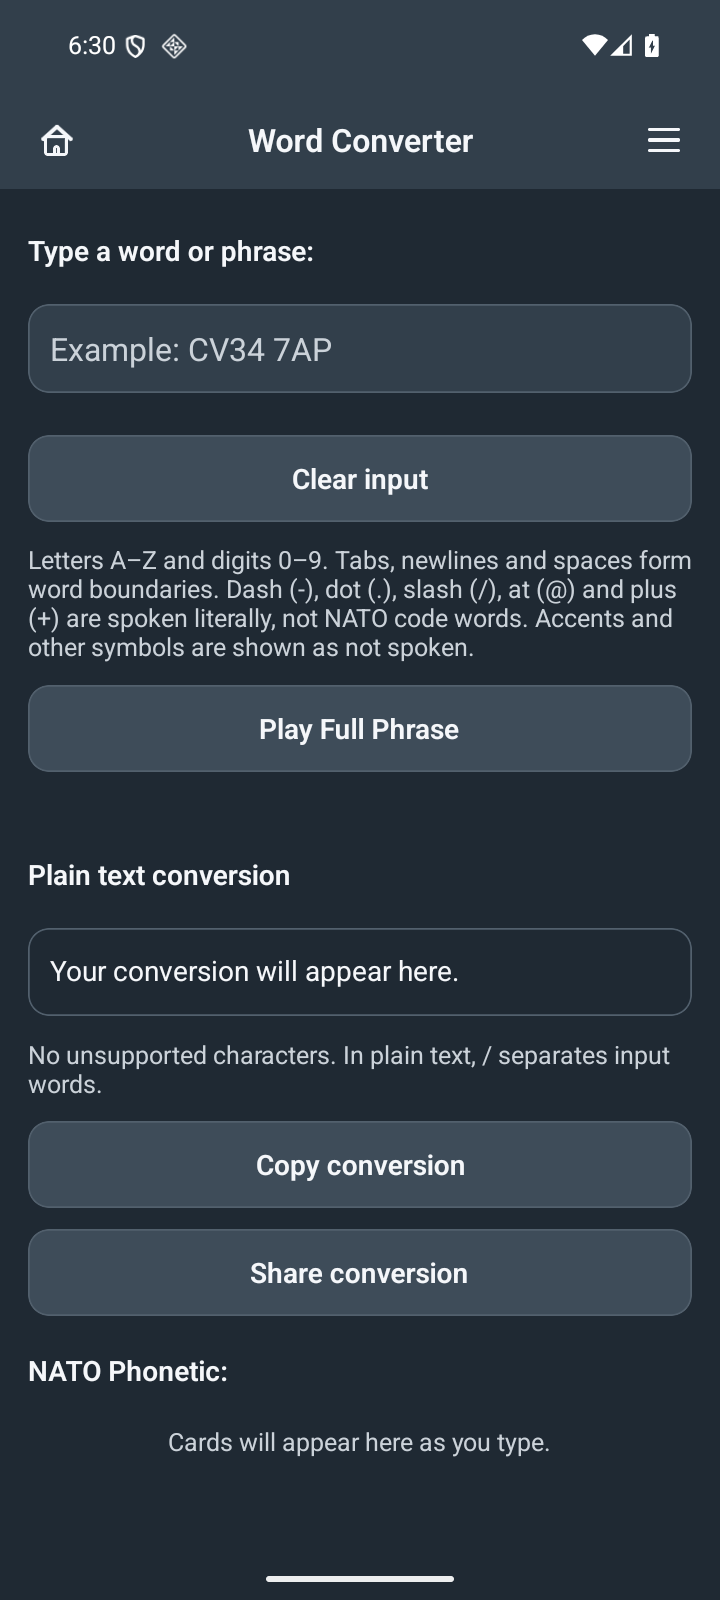 6:30
Word Converter
Type a word or phrase:
Example: CV34 7AP
Clear input
Letters A–Z and digits 0–9. Tabs, newlines and spaces form
word boundaries. Dash (-), dot (.), slash (/), at (@) and plus
(+) are spoken literally, not NATO code words. Accents and
other symbols are shown as not spoken.
Play Full Phrase
Plain text conversion
Your conversion will appear here.
No unsupported characters. In plain text, / separates input
words.
Copy conversion
Share conversion
NATO Phonetic:
Cards will appear here as you type.